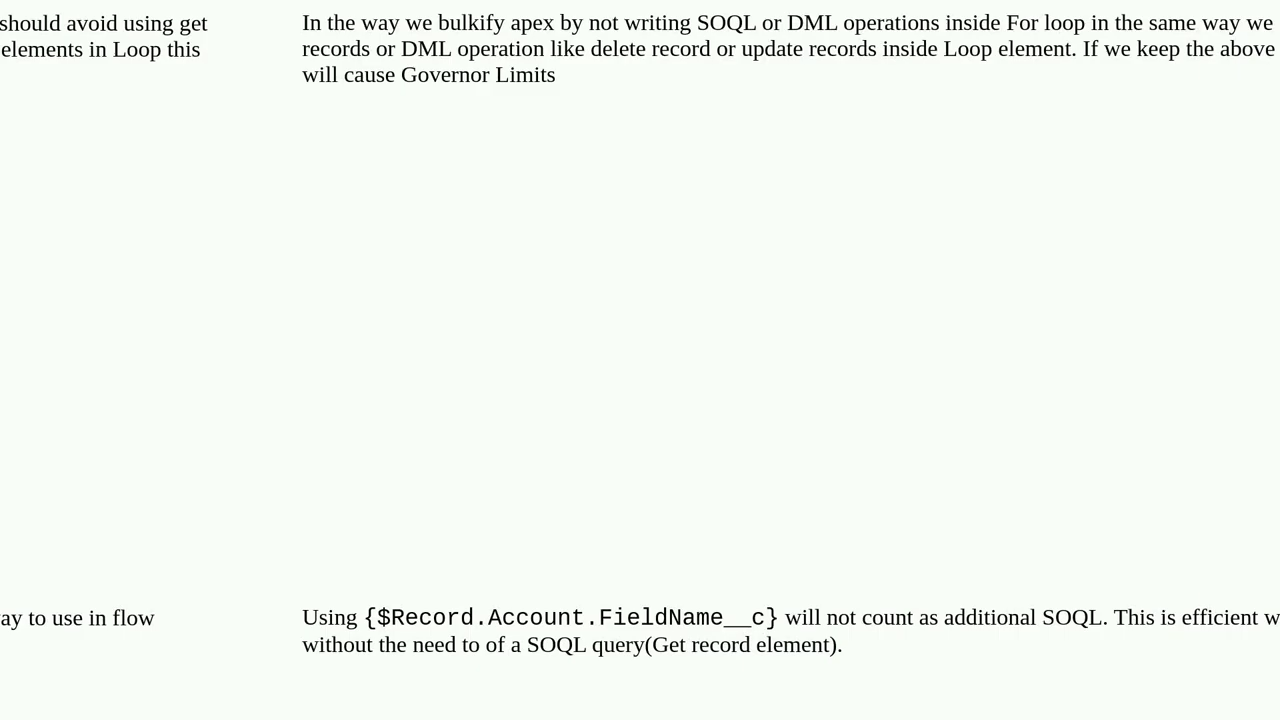 should avoid using get
elements in Loop this
In the way we bulkify apex by not writing SOQL or DML operations inside For loop in the same way we
records or DML operation like delete record or update records inside Loop element. If we keep the above
will cause Governor Limits
to use in flow
Using {$Record.Account.FieldName__c} will not count as additional SOQL. This is efficient
without the need to of a SOQL query(Get record element).